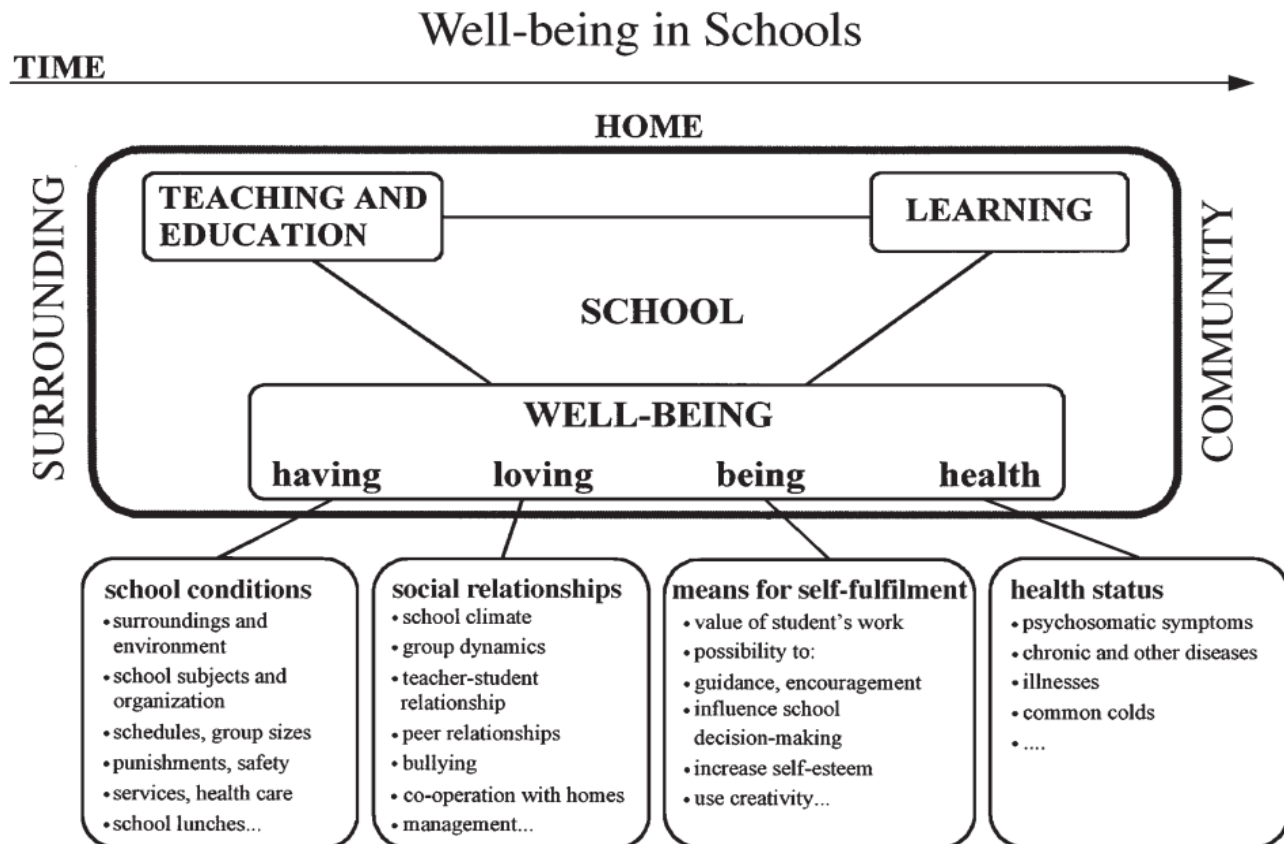 Well-being in Schools
TIME
HOME
SURROUNDING
COMMUNITY
TEACHING AND
EDUCATION
LEARNING
SCHOOL
WELL-BEING
having loving being health
school conditions
• surroundings and
environment
• school subjects and
organization
• schedules, group sizes
• punishments, safety
• services, health care
• school lunches...
social relationships
• school climate
• group dynamics
• teacher-student
relationship
• peer relationships
• bullying
• co-operation with homes
• management...
means for self-fulfilment
• value of student's work
• possibility to:
• guidance, encouragement
• influence school
decision-making
• increase self-esteem
• use creativity...
health status
• psychosomatic symptoms
• chronic and other diseases
• illnesses
• common colds
• ....